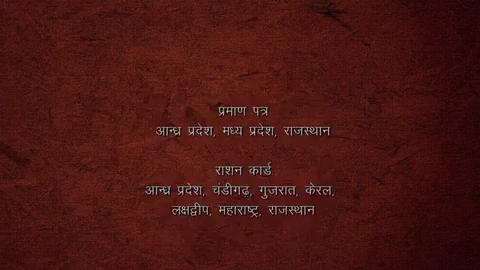 प्रमाण पत्र
आन्ध्र प्रदेश, मध्य प्रदेश, राजस्थान
राशन कार्ड
आन्ध्र प्रदेश, चंडीगढ़, गुजरात, केरल,
लक्षद्वीप, महाराष्ट्र, राजस्थान